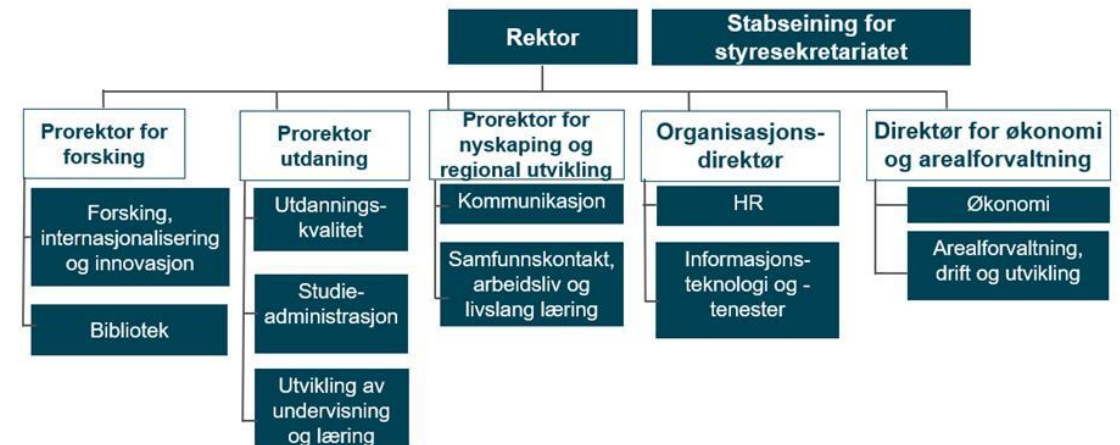 Rektor
Stabseining for
styresekretariatet
Prorektor for
forsking
Forsking,
internasjonalisering
og innovasjon
Bibliotek
Prorektor
utdaning
Utdannings-
kvalitet
Studie-
administrasjon
Utvikling av
undervisning
og læring
Prorektor for
nyskaping og
regional utvikling
Kommunikasjon
Samfunnskontakt,
arbeidsliv og
livslang læring
Organisasjons-
direktør
HR
Informasjons-
teknologi og -
tenester
Direktør for økonomi
og arealforvaltning
Økonomi
Arealforvaltning,
drift og utvikling